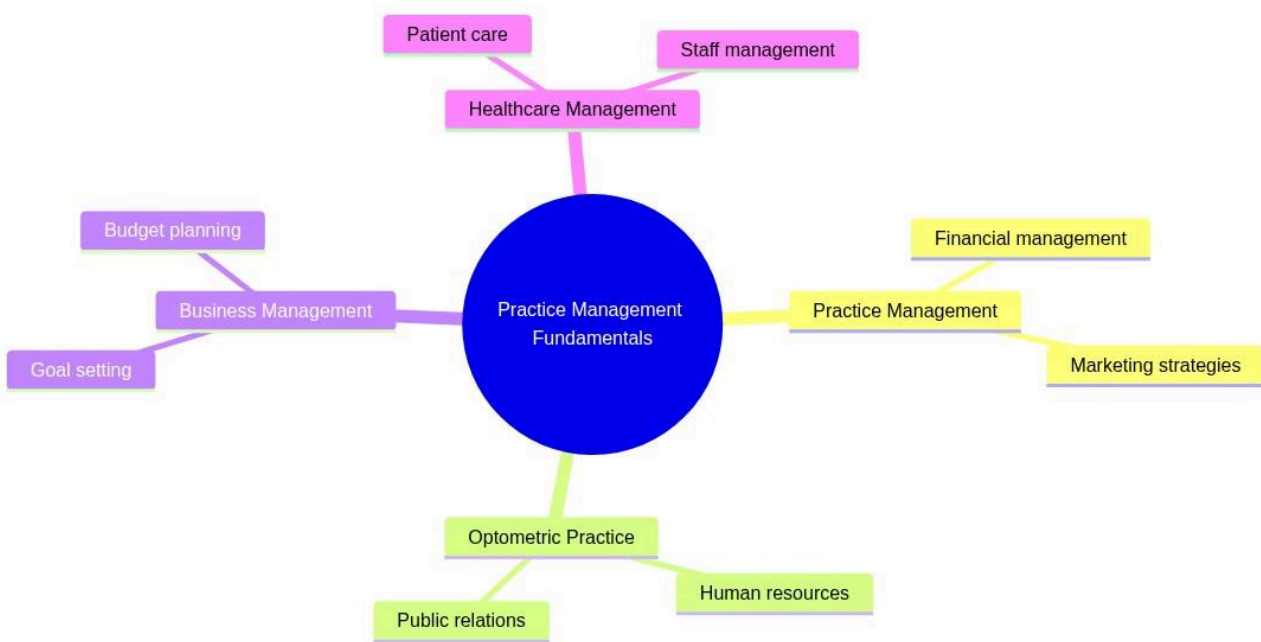 Patient care
Staff management
Healthcare Management
Budget planning
Business Management
Goal setting
Practice Management
Fundamentals
Financial management
Practice Management
Marketing strategies
Optometric Practice
Human resources
Public relations